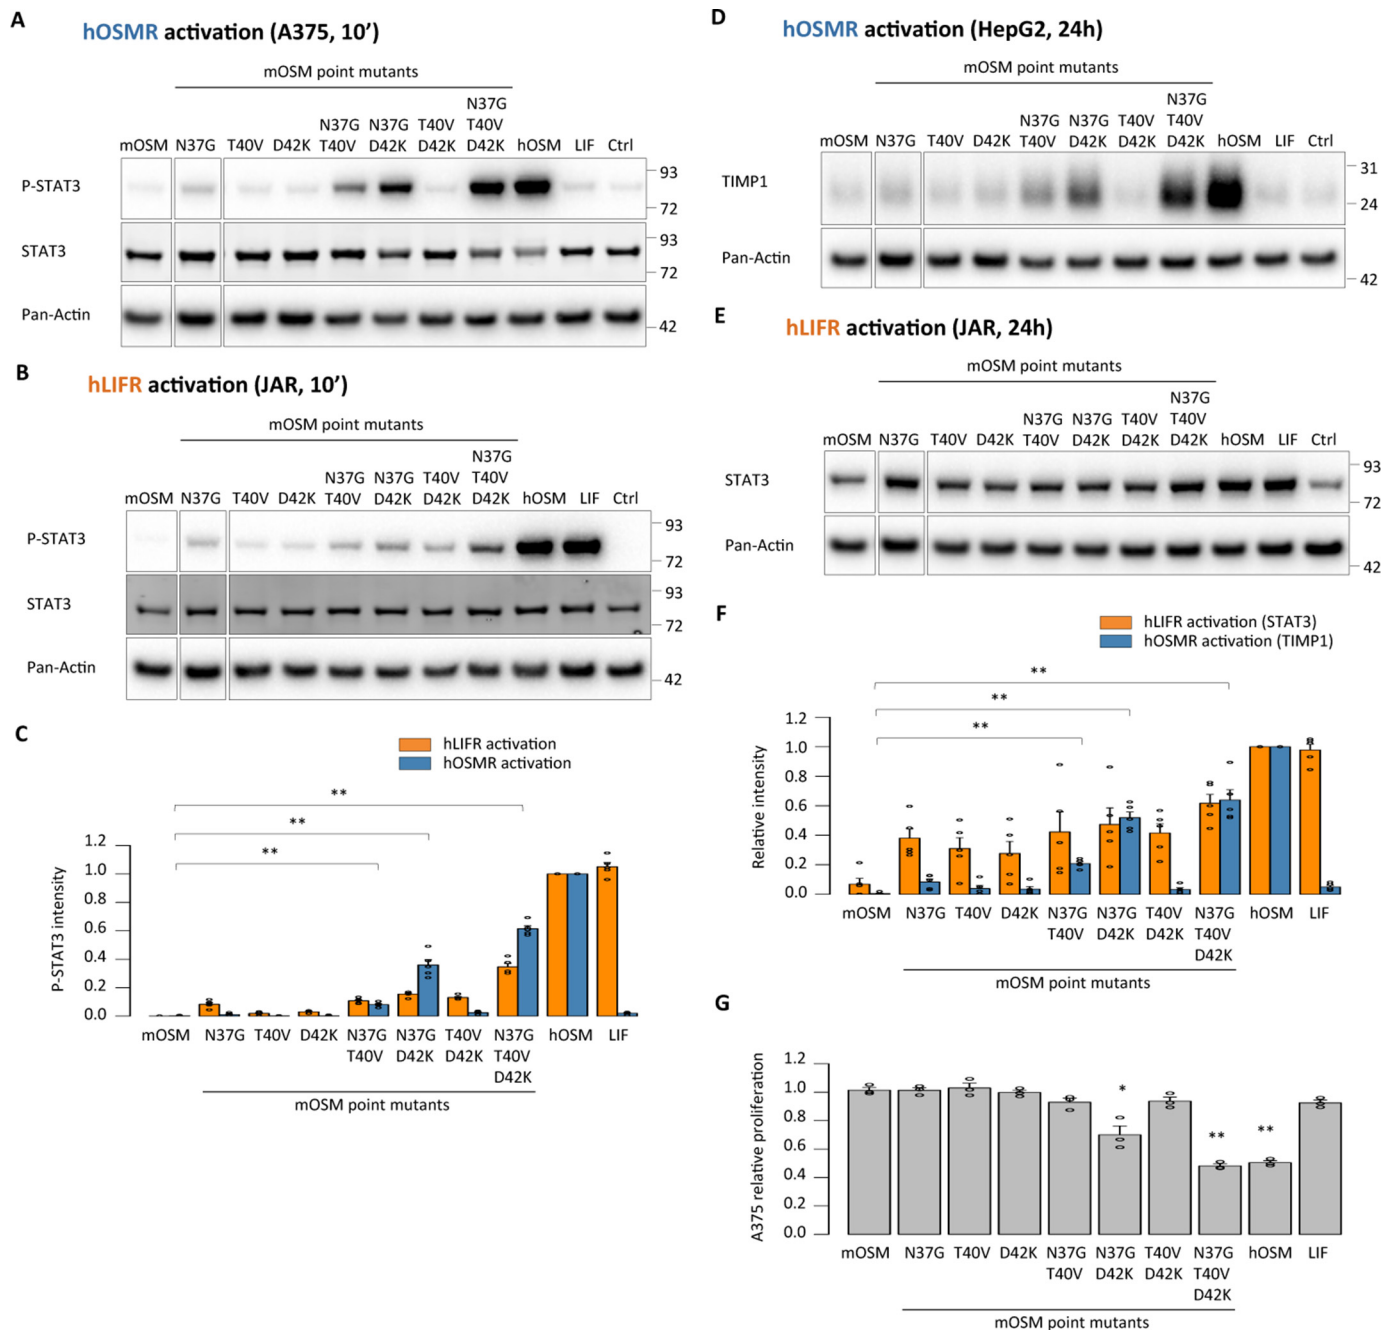 A
hOSMR activation (A375, 10')
mOSM point mutants
N37G
N37G N37G T40V T40V
mOSM N37G T40V D42K T40V D42K D42K D42K hOSM LIF Ctrl
P-STAT3
93
72
STAT3
93
72
Pan-Actin
42
B
hLIFR activation (JAR, 10')
mOSM point mutants
N37G
N37G N37G T40V T40V
mOSM N37G T40V D42K T40V D42K D42K D42K hOSM LIF Ctrl
P-STAT3
93
72
STAT3
93
72
Pan-Actin
42
C
hLIFR activation
hOSMR activation
**
**
**
P-STAT3 intensity
1.2
1.0
0.8
0.6
0.4
0.2
0.0
mOSM N37G T40V D42K N37G N37G T40V N37G hOSM LIF
T40V D42K D42K T40V
D42K
mOSM point mutants
D
hOSMR activation (HepG2, 24h)
mOSM point mutants
N37G
N37G N37G T40V T40V
mOSM N37G T40V D42K T40V D42K D42K D42K hOSM LIF Ctrl
TIMP1
31
24
Pan-Actin
42
E
hLIFR activation (JAR, 24h)
mOSM point mutants
N37G
N37G N37G T40V T40V
mOSM N37G T40V D42K T40V D42K D42K D42K hOSM LIF Ctrl
STAT3
93
72
Pan-Actin
42
F
hLIFR activation (STAT3)
hOSMR activation (TIMP1)
**
**
**
Relative intensity
1.2
1.0
0.8
0.6
0.4
0.2
0.0
mOSM N37G T40V D42K N37G N37G T40V N37G hOSM LIF
T40V D42K D42K T40V
D42K
mOSM point mutants
G
A375 relative proliferation
1.2
1.0
0.8
0.6
0.4
0.2
0.0
*
**
**
mOSM N37G T40V D42K N37G N37G T40V N37G hOSM LIF
T40V D42K D42K T40V
D42K
mOSM point mutants